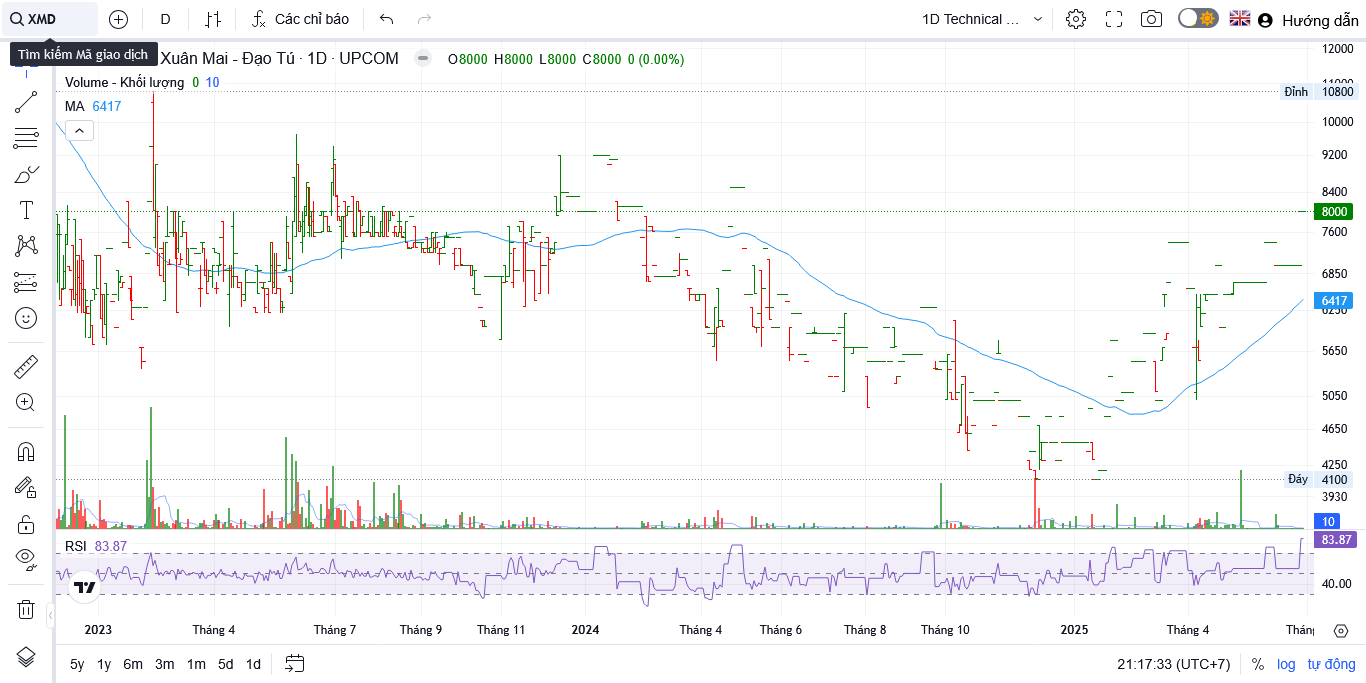 XMD D Các chỉ báo 1D Technical ... Hướng dẫn
Tìm kiếm Mã giao dịch
Xuân Mai - Đạo Tú · 1D · UPCOM O8000 H8000 L8000 C8000 0 (0.00%)
Volume - Khối lượng 0 10
MA 6417
12000
11000
Đỉnh 10800
10000
9200
8400
8000
7600
6850
6417
6250
5650
5050
4650
4250
Đáy 4100
3930
10
RSI 83.87
83.87
40.00
2023 Tháng 4 Tháng 7 Tháng 9 Tháng 11 2024 Tháng 4 Tháng 6 Tháng 8 Tháng 10 2025 Tháng 4 Thán
5y 1y 6m 3m 1m 5d 1d 21:17:33 (UTC+7) % log tự động